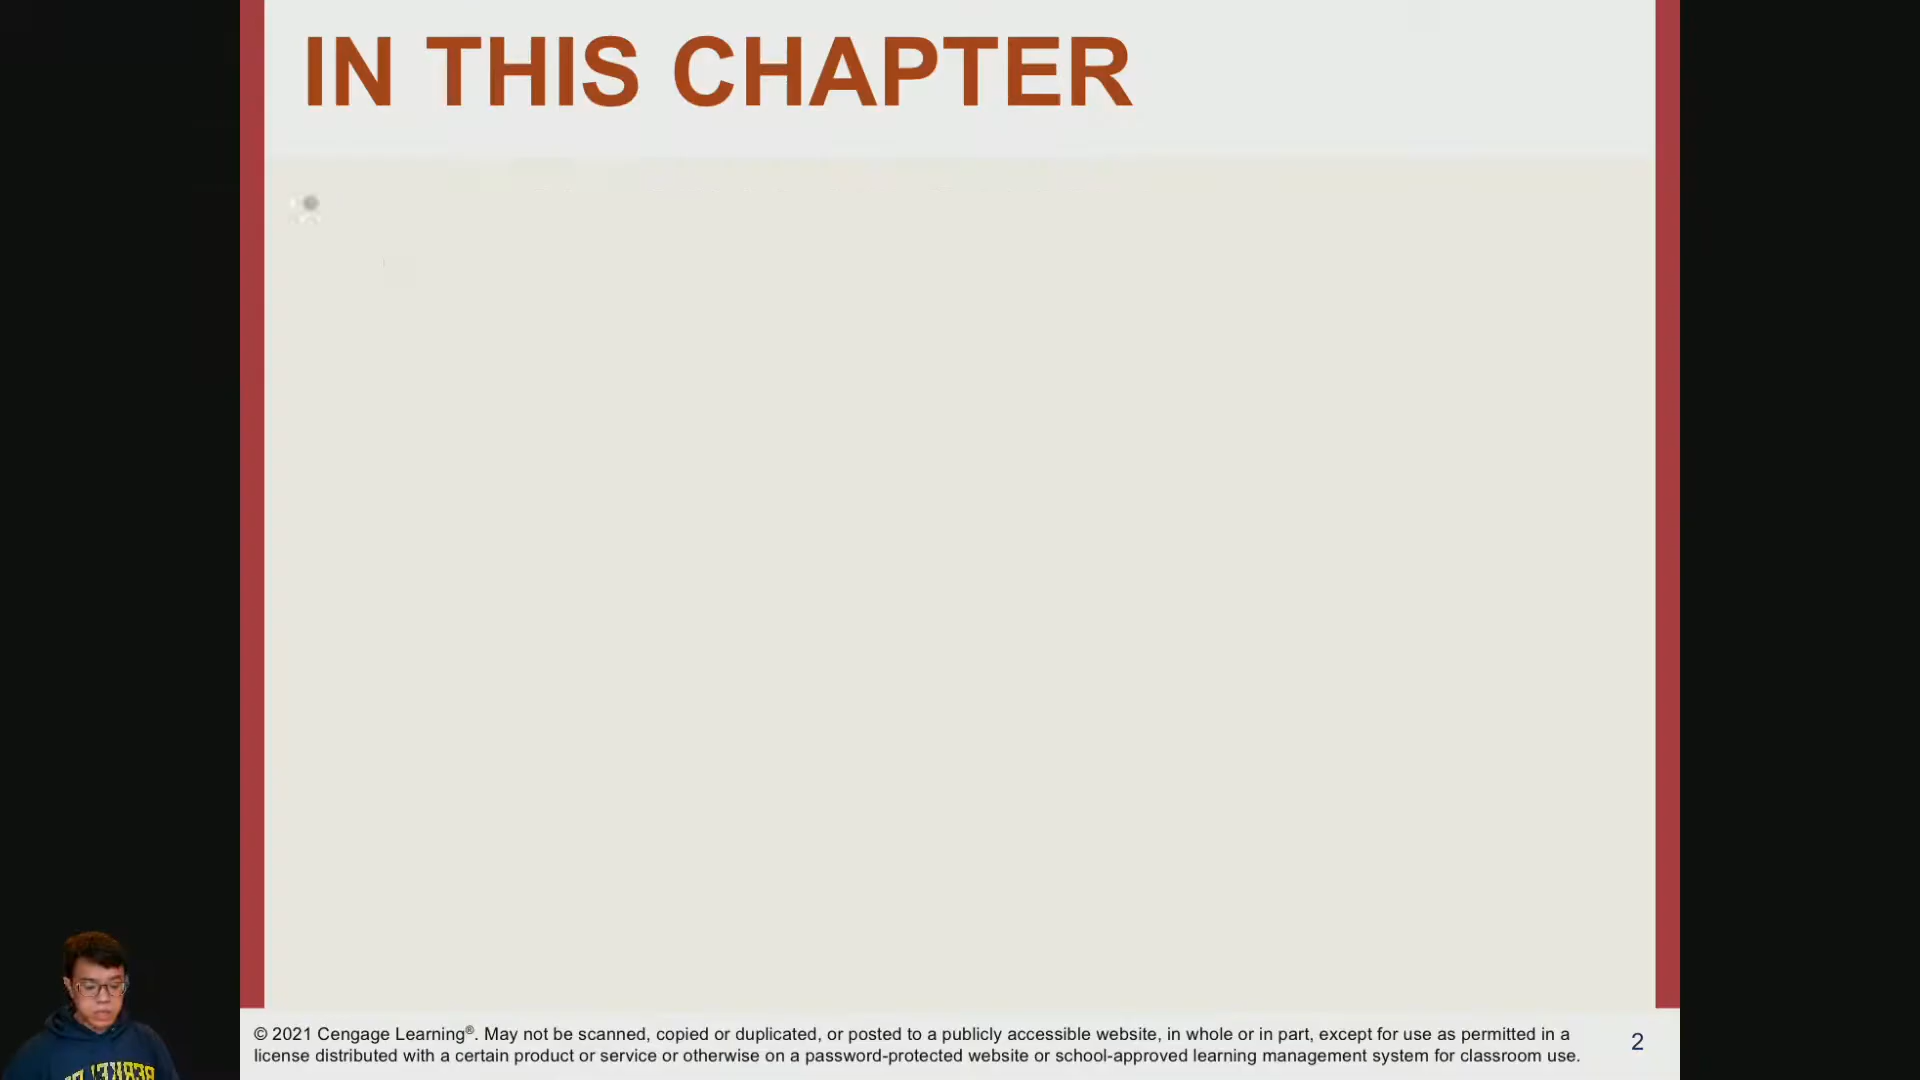 IN THIS CHAPTER
© 2021 Cengage Learning®. May not be scanned, copied or duplicated, or posted to a publicly accessible website, in whole or in part, except for use as permitted in a
license distributed with a certain product or service or otherwise on a password-protected website or school-approved learning management system for classroom use.
2